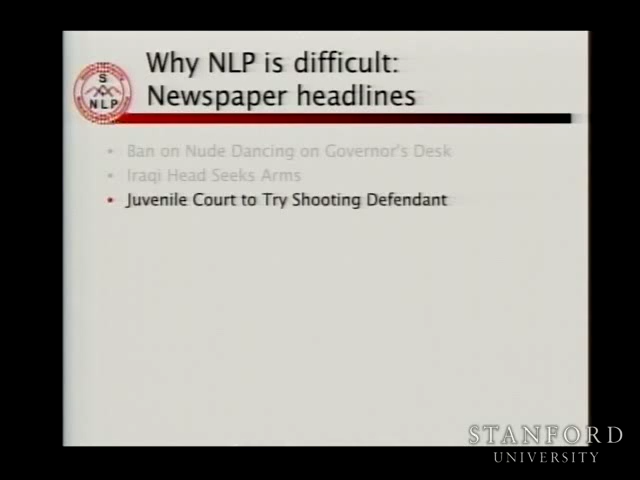 Why NLP is difficult:
Newspaper headlines
S
NLP
• Ban on Nude Dancing on Governor's Desk
• Iraqi Head Seeks Arms
• Juvenile Court to Try Shooting Defendant
STANFORD
UNIVERSITY